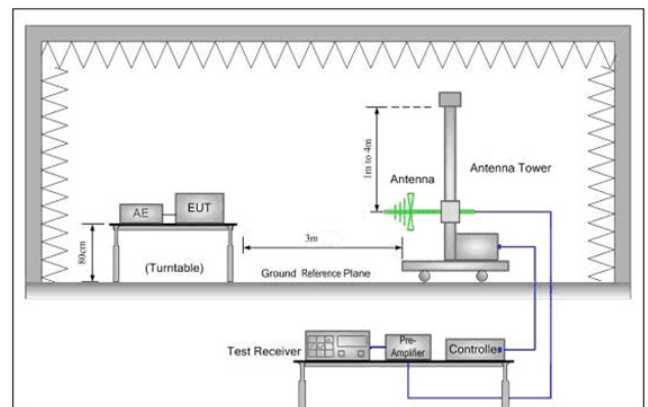 1m to 4m
Antenna
Antenna Tower
AE
EUT
3m
80cm
(Turntable)
Ground Reference Plane
Test Receiver
Pre-
Amplifier
Controller